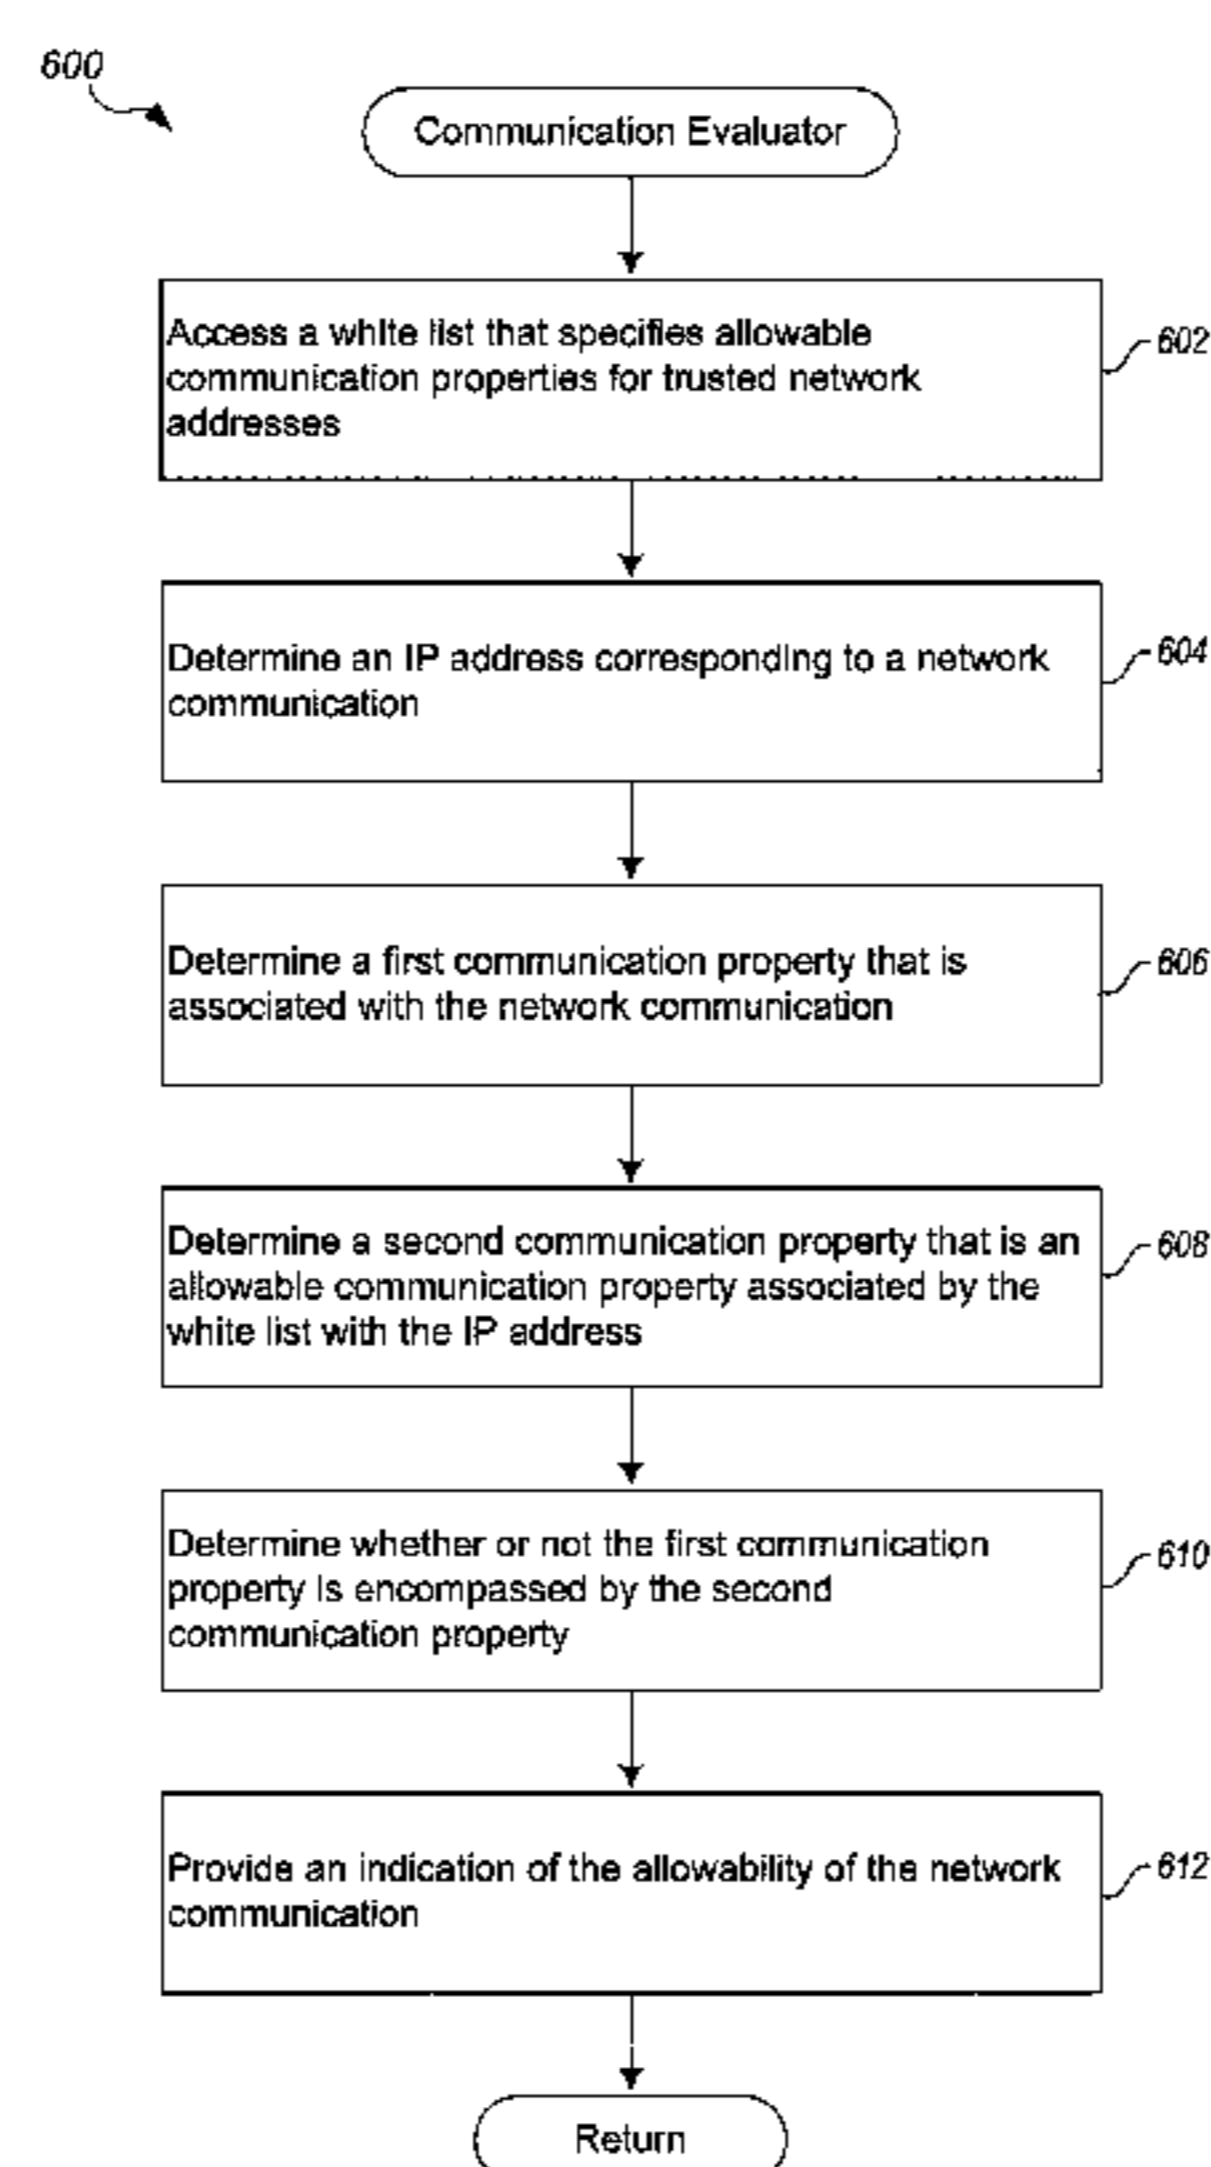 600
Communication Evaluator
Access a white list that specifies allowable
communication properties for trusted network
addresses
602
Determine an IP address corresponding to a network
communication
604
Determine a first communication property that is
associated with the network communication
606
Determine a second communication property that is an
allowable communication property associated by the
white list with the IP address
608
Determine whether or not the first communication
property is encompassed by the second
communication property
610
Provide an indication of the allowability of the network
communication
612
Return